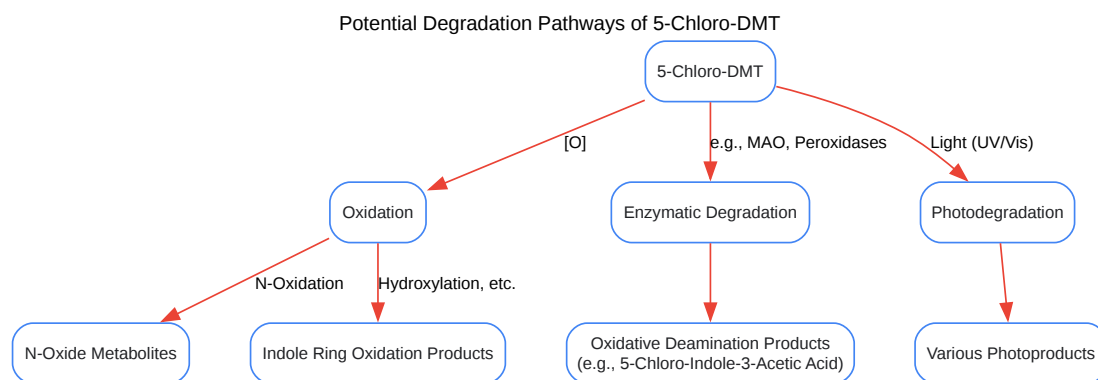 Potential Degradation Pathways of 5-Chloro-DMT
5-Chloro-DMT
[O]
e.g., MAO, Peroxidases
Light (UV/Vis)
Oxidation
Enzymatic Degradation
Photodegradation
N-Oxidation
Hydroxylation, etc.
N-Oxide Metabolites
Indole Ring Oxidation Products
Oxidative Deamination Products
(e.g., 5-Chloro-Indole-3-Acetic Acid)
Various Photoproducts